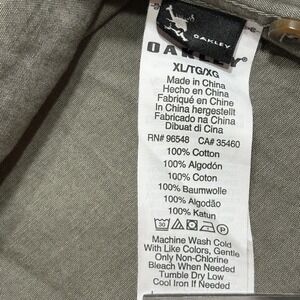 OAKLEY
OAKLEY
XL/TG/XG
Made in China
Hecho en China
Fabriqué en Chine
In China hergestellt
Fabricado na China
Dibuat di Cina
RN# 96548 CA# 35460
100% Cotton
100% Algodón
100% Coton
100% Baumwolle
100% Algodão
100% Katun
Machine Wash Cold
With Like Colors, Gentle
Only Non-Chlorine
Bleach When Needed
Tumble Dry Low
Cool Iron If Needed